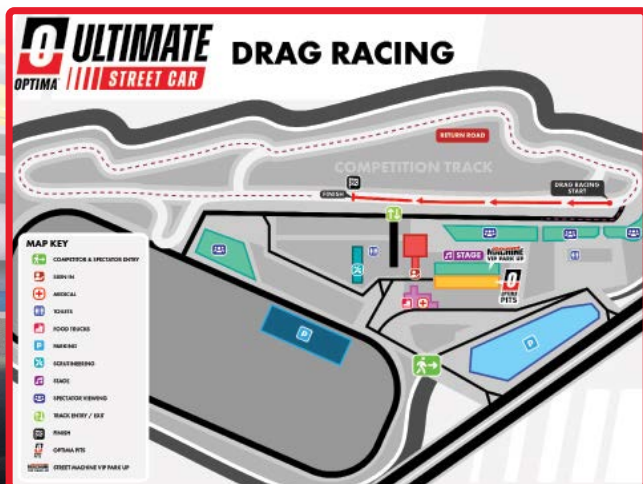 ULTIMATE
OPTIMA
STREET CAR
DRAG RACING
RETURN ROAD
COMPETITION TRACK
FINISH
DRAG RACING
START
STAGE
MACHINE
VIP PARK UP
OPTIMA
PITS
P
P
MAP KEY
COMPETITOR & SPECTATOR ENTRY
SIGN-IN
MEDICAL
TOILETS
FOOD TRUCKS
P PARKING
SCRUTINEERING
STAGE
SPECTATOR VIEWING
TRACK ENTRY / EXIT
FINISH
OPTIMA PITS
STREET MACHINE VIP PARK UP